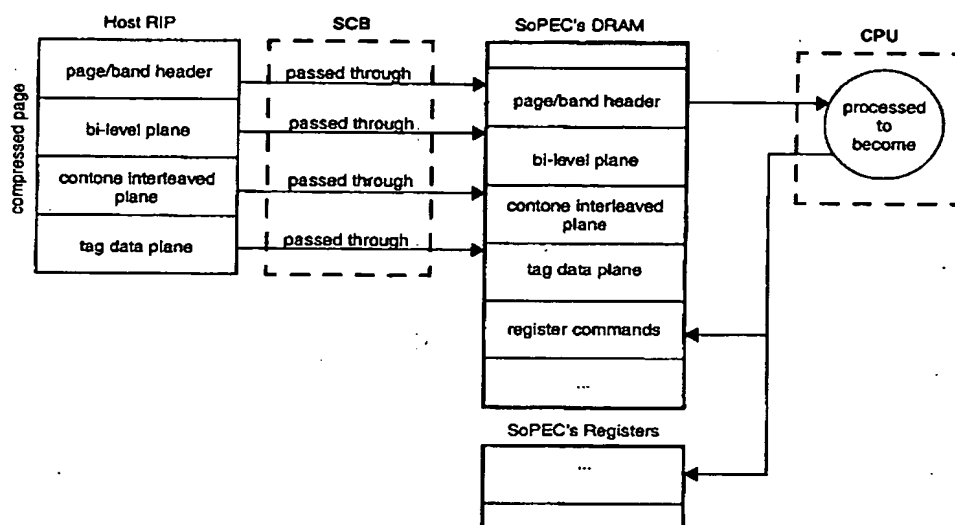 Host RIP
SCB
SoPEC's DRAM
CPU
compressed page
page/band header
bi-level plane
contone interleaved
plane
tag data plane
passed through
passed through
passed through
passed through
page/band header
bi-level plane
contone interleaved
plane
tag data plane
register commands
...
processed
to
become
SoPEC's Registers
...